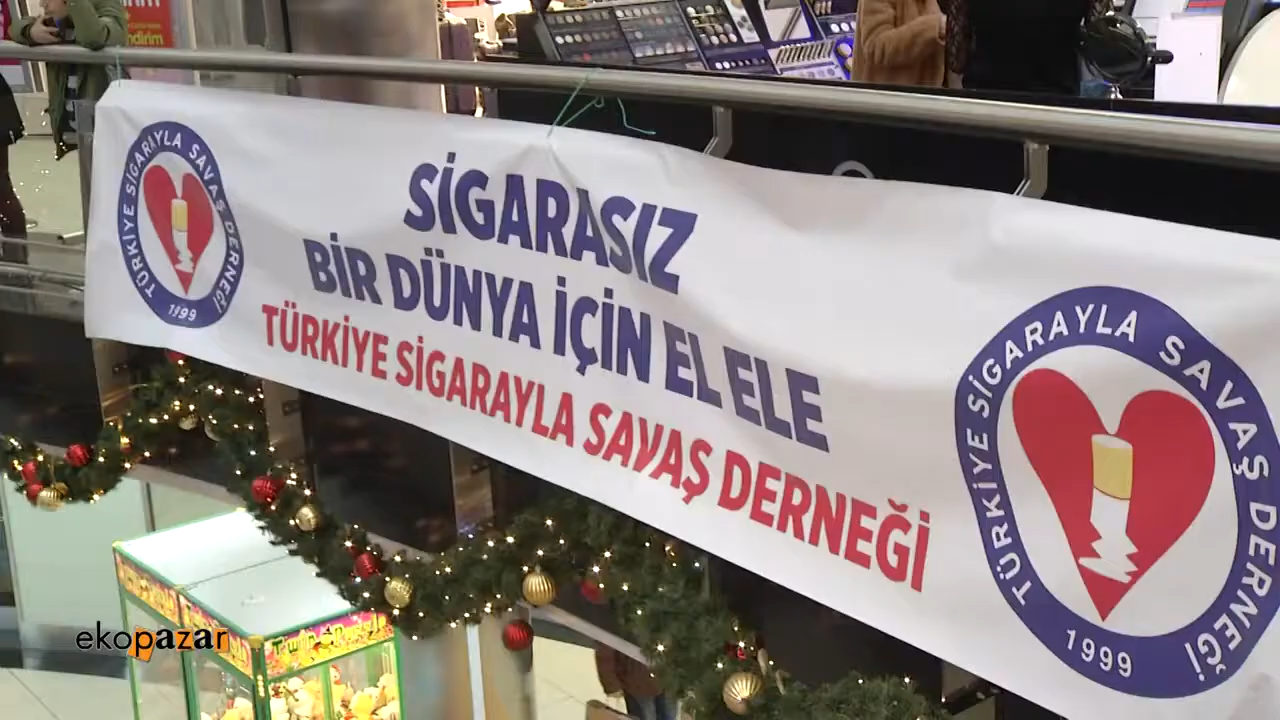 ndirim
TÜRKİYE SİGARAYLA SAVAŞ DERNEĞİ
1999
SİGARASIZ
BİR DÜNYA İÇİN EL ELE
TÜRKİYE SİGARAYLA SAVAŞ DERNEĞİ
TÜRKİYE SİGARAYLA SAVAŞ DERNEĞİ
1999
ekopazar